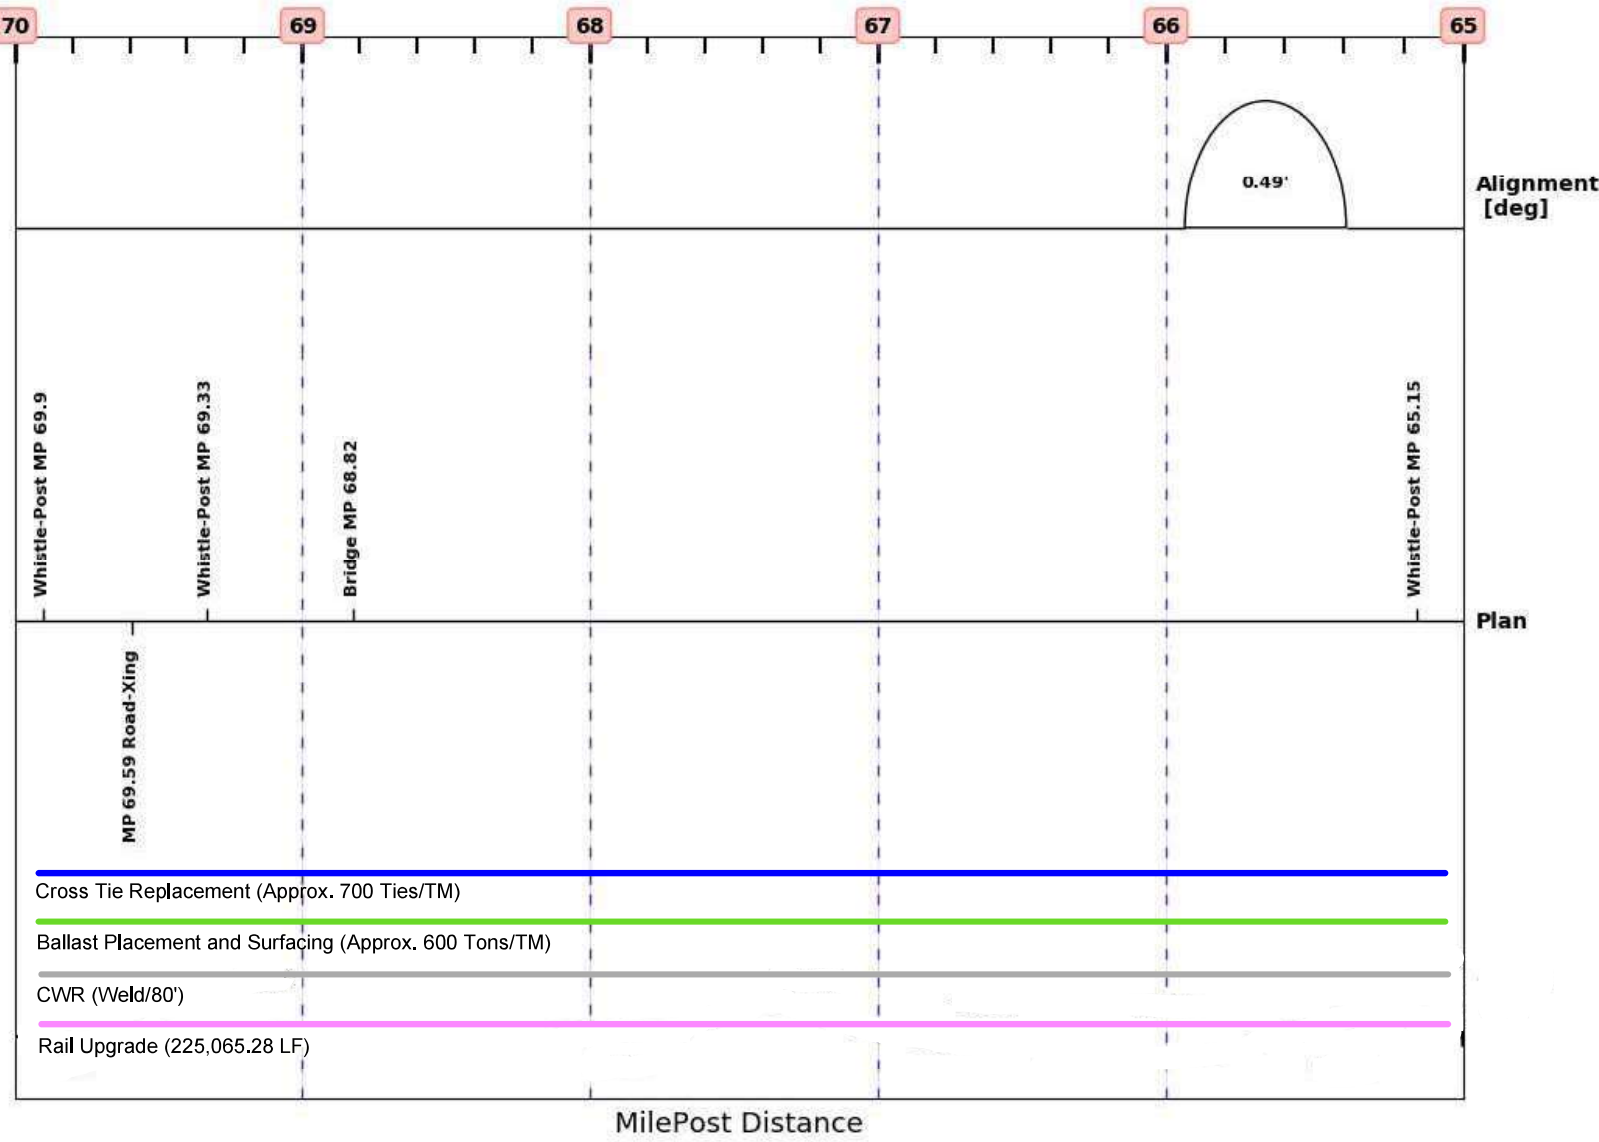 70
69
68
67
66
65
0.49'
Alignment
[deg]
Whistle-Post MP 69.9
Whistle-Post MP 69.33
Bridge MP 68.82
Whistle-Post MP 65.15
Plan
MP 69.59 Road-Xing
Cross Tie Replacement (Approx. 700 Ties/TM)
Ballast Placement and Surfacing (Approx. 600 Tons/TM)
CWR (Weld/80')
Rail Upgrade (225,065.28 LF)
MilePost Distance